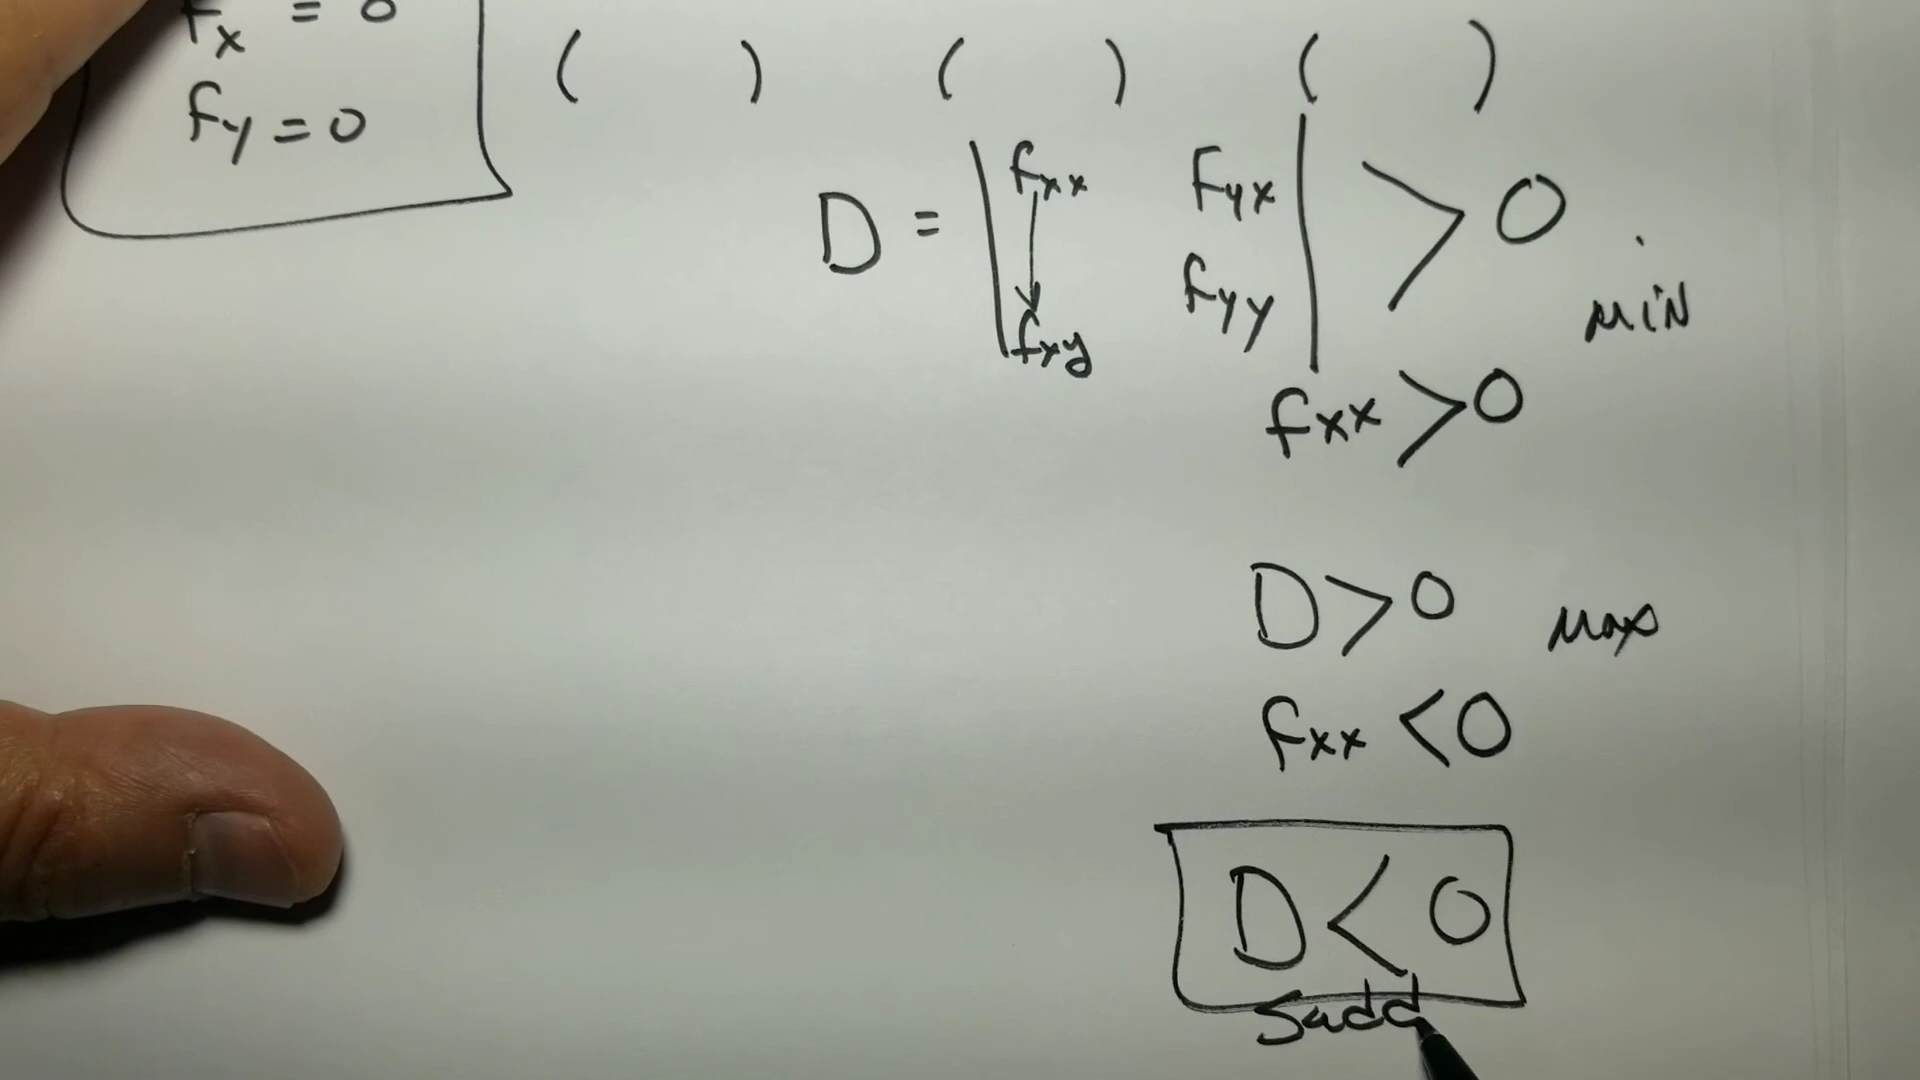 fx = 0
fy = 0
( ) ( ) ( )
D = | fxx fyx | > 0
fxy fyy
min
fxx > 0
D > 0 max
fxx < 0
D < 0
Sadd